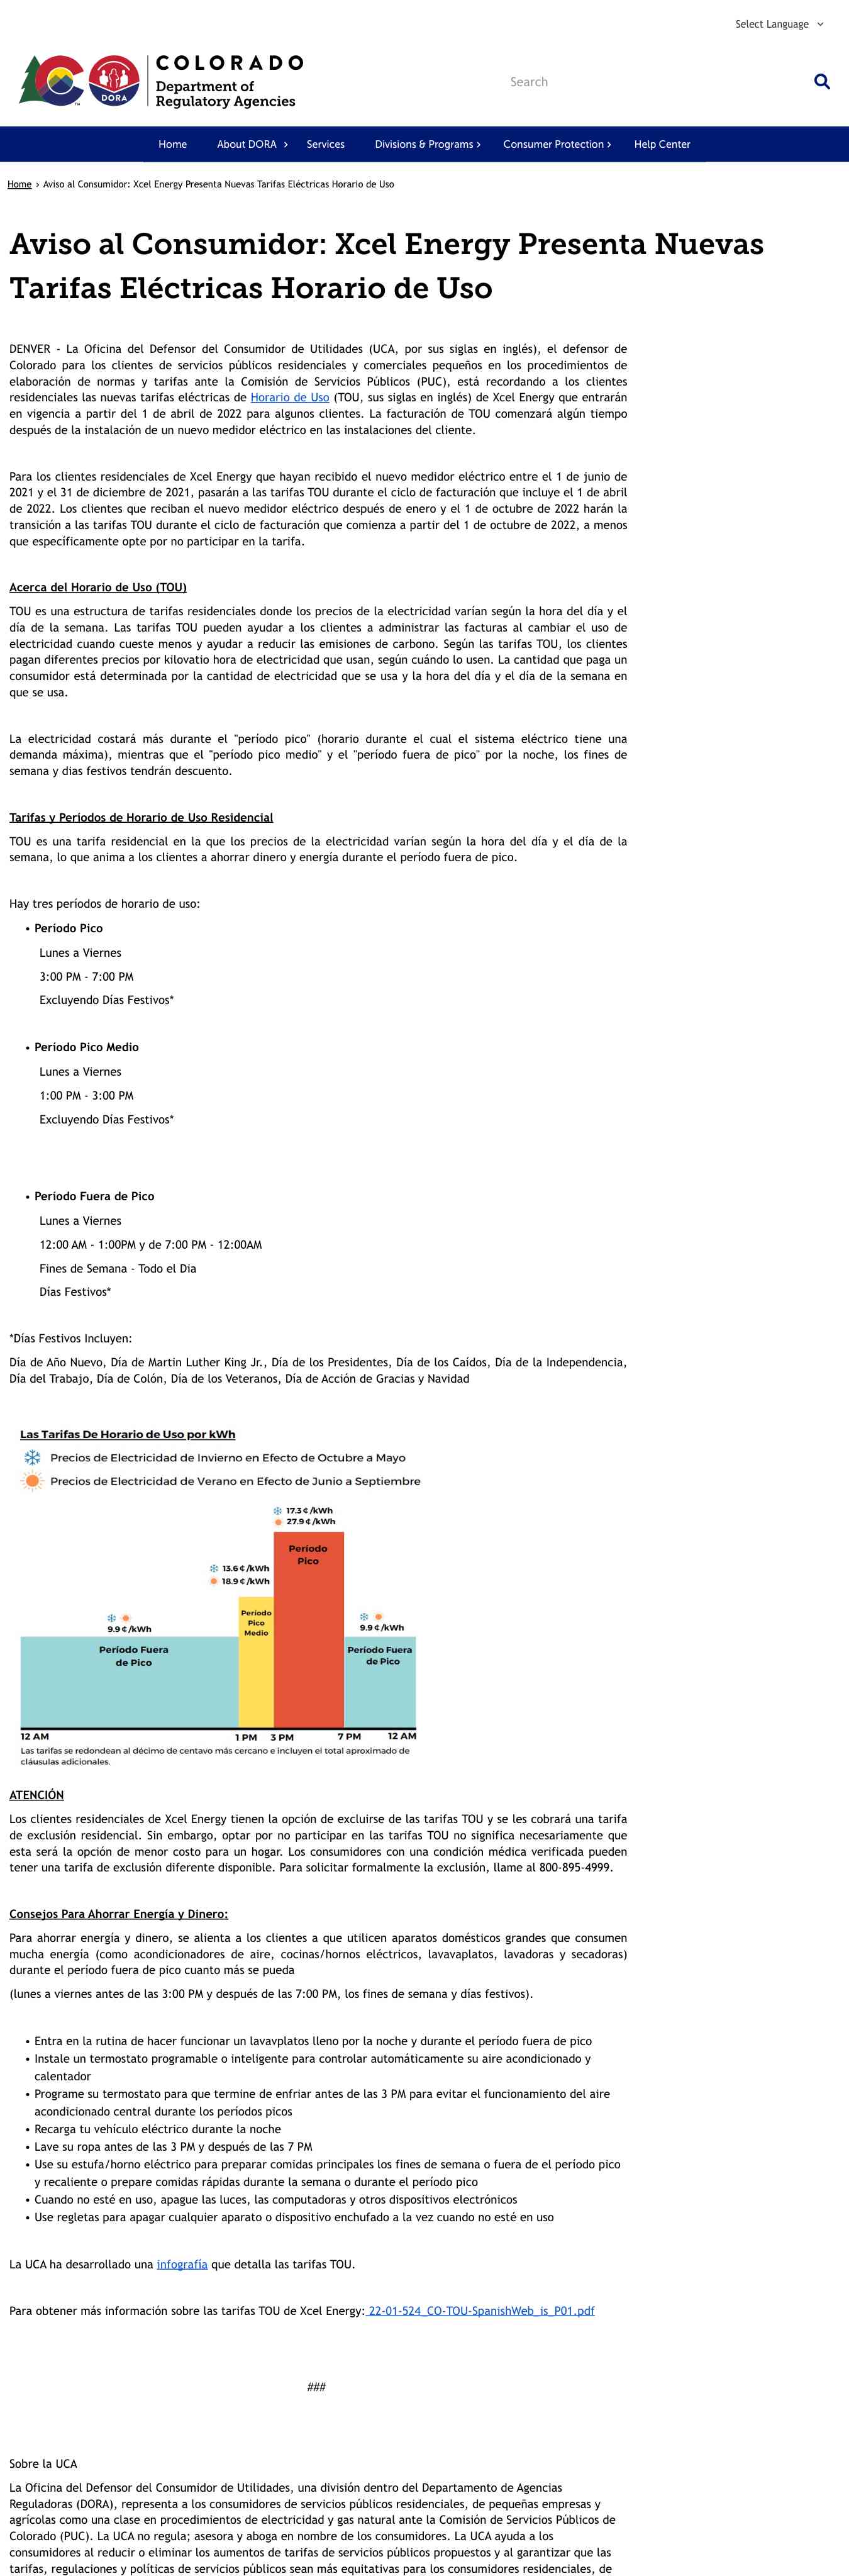 Select Language
COLORADO
Department of
Regulatory Agencies
DORA
TM
Search
Home About DORA › Services Divisions & Programs › Consumer Protection › Help Center
Home › Aviso al Consumidor: Xcel Energy Presenta Nuevas Tarifas Eléctricas Horario de Uso
Aviso al Consumidor: Xcel Energy Presenta Nuevas
Tarifas Eléctricas Horario de Uso
DENVER - La Oficina del Defensor del Consumidor de Utilidades (UCA, por sus siglas en inglés), el defensor de
Colorado para los clientes de servicios públicos residenciales y comerciales pequeños en los procedimientos de
elaboración de normas y tarifas ante la Comisión de Servicios Públicos (PUC), está recordando a los clientes
residenciales las nuevas tarifas eléctricas de Horario de Uso (TOU, sus siglas en inglés) de Xcel Energy que entrarán
en vigencia a partir del 1 de abril de 2022 para algunos clientes. La facturación de TOU comenzará algún tiempo
después de la instalación de un nuevo medidor eléctrico en las instalaciones del cliente.
Para los clientes residenciales de Xcel Energy que hayan recibido el nuevo medidor eléctrico entre el 1 de junio de
2021 y el 31 de diciembre de 2021, pasarán a las tarifas TOU durante el ciclo de facturación que incluye el 1 de abril
de 2022. Los clientes que reciban el nuevo medidor eléctrico después de enero y el 1 de octubre de 2022 harán la
transición a las tarifas TOU durante el ciclo de facturación que comienza a partir del 1 de octubre de 2022, a menos
que específicamente opte por no participar en la tarifa.
Acerca del Horario de Uso (TOU)
TOU es una estructura de tarifas residenciales donde los precios de la electricidad varían según la hora del día y el
día de la semana. Las tarifas TOU pueden ayudar a los clientes a administrar las facturas al cambiar el uso de
electricidad cuando cueste menos y ayudar a reducir las emisiones de carbono. Según las tarifas TOU, los clientes
pagan diferentes precios por kilovatio hora de electricidad que usan, según cuándo lo usen. La cantidad que paga un
consumidor está determinada por la cantidad de electricidad que se usa y la hora del día y el día de la semana en
que se usa.
La electricidad costará más durante el "período pico" (horario durante el cual el sistema eléctrico tiene una
demanda máxima), mientras que el "período pico medio" y el "período fuera de pico" por la noche, los fines de
semana y dias festivos tendrán descuento.
Tarifas y Períodos de Horario de Uso Residencial
TOU es una tarifa residencial en la que los precios de la electricidad varían según la hora del día y el día de la
semana, lo que anima a los clientes a ahorrar dinero y energía durante el período fuera de pico.
Hay tres períodos de horario de uso:
• Período Pico
Lunes a Viernes
3:00 PM - 7:00 PM
Excluyendo Días Festivos*
• Período Pico Medio
Lunes a Viernes
1:00 PM - 3:00 PM
Excluyendo Días Festivos*
• Período Fuera de Pico
Lunes a Viernes
12:00 AM - 1:00PM y de 7:00 PM - 12:00AM
Fines de Semana - Todo el Dia
Días Festivos*
*Días Festivos Incluyen:
Día de Año Nuevo, Día de Martin Luther King Jr., Día de los Presidentes, Día de los Caídos, Día de la Independencia,
Día del Trabajo, Día de Colón, Día de los Veteranos, Día de Acción de Gracias y Navidad
Las Tarifas De Horario de Uso por kWh
Precios de Electricidad de Invierno en Efecto de Octubre a Mayo
Precios de Electricidad de Verano en Efecto de Junio a Septiembre
17.3 ¢/kWh
27.9 ¢/kWh
Período
Pico
13.6 ¢/kWh
18.9 ¢/kWh
Período
Pico
Medio
9.9 ¢/kWh
Período Fuera
de Pico
9.9 ¢/kWh
Período Fuera
de Pico
12 AM 1 PM 3 PM 7 PM 12 AM
Las tarifas se redondean al décimo de centavo más cercano e incluyen el total aproximado de
cláusulas adicionales.
ATENCIÓN
Los clientes residenciales de Xcel Energy tienen la opción de excluirse de las tarifas TOU y se les cobrará una tarifa
de exclusión residencial. Sin embargo, optar por no participar en las tarifas TOU no significa necesariamente que
esta será la opción de menor costo para un hogar. Los consumidores con una condición médica verificada pueden
tener una tarifa de exclusión diferente disponible. Para solicitar formalmente la exclusión, llame al 800-895-4999.
Consejos Para Ahorrar Energía y Dinero:
Para ahorrar energía y dinero, se alienta a los clientes a que utilicen aparatos domésticos grandes que consumen
mucha energía (como acondicionadores de aire, cocinas/hornos eléctricos, lavavaplatos, lavadoras y secadoras)
durante el período fuera de pico cuanto más se pueda
(lunes a viernes antes de las 3:00 PM y después de las 7:00 PM, los fines de semana y días festivos).
• Entra en la rutina de hacer funcionar un lavavplatos lleno por la noche y durante el período fuera de pico
• Instale un termostato programable o inteligente para controlar automáticamente su aire acondicionado y
calentador
• Programe su termostato para que termine de enfriar antes de las 3 PM para evitar el funcionamiento del aire
acondicionado central durante los períodos picos
• Recarga tu vehículo eléctrico durante la noche
• Lave su ropa antes de las 3 PM y después de las 7 PM
• Use su estufa/horno eléctrico para preparar comidas principales los fines de semana o fuera de el período pico
y recaliente o prepare comidas rápidas durante la semana o durante el período pico
• Cuando no esté en uso, apague las luces, las computadoras y otros dispositivos electrónicos
• Use regletas para apagar cualquier aparato o dispositivo enchufado a la vez cuando no esté en uso
La UCA ha desarrollado una infografía que detalla las tarifas TOU.
Para obtener más información sobre las tarifas TOU de Xcel Energy: 22-01-524_CO-TOU-SpanishWeb_is_P01.pdf
###
Sobre la UCA
La Oficina del Defensor del Consumidor de Utilidades, una división dentro del Departamento de Agencias
Reguladoras (DORA), representa a los consumidores de servicios públicos residenciales, de pequeñas empresas y
agrícolas como una clase en procedimientos de electricidad y gas natural ante la Comisión de Servicios Públicos de
Colorado (PUC). La UCA no regula; asesora y aboga en nombre de los consumidores. La UCA ayuda a los
consumidores al reducir o eliminar los aumentos de tarifas de servicios públicos propuestos y al garantizar que las
tarifas, regulaciones y políticas de servicios públicos sean más equitativas para los consumidores residenciales, de